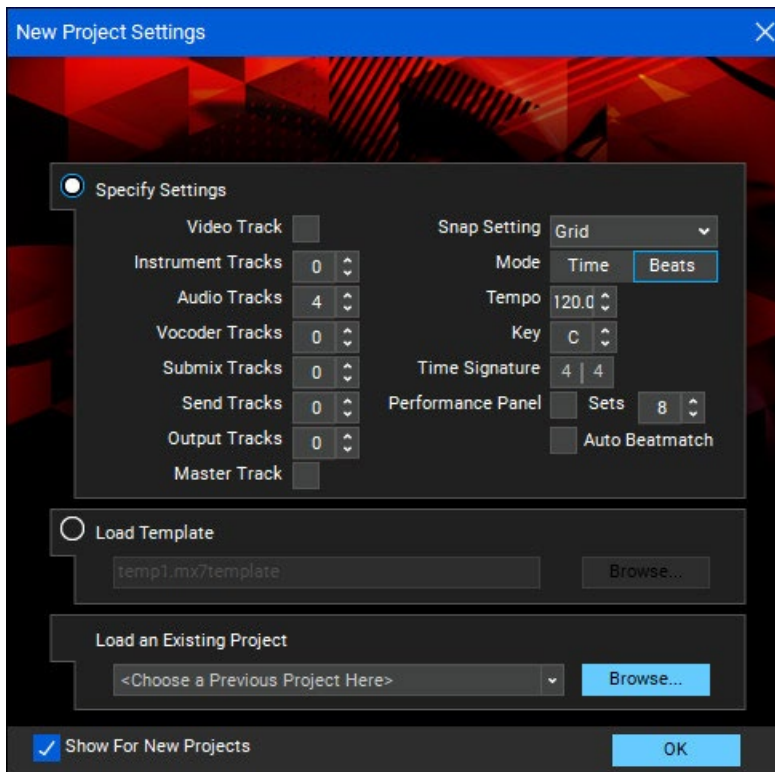 New Project Settings
Specify Settings
Video Track
Instrument Tracks 0
Audio Tracks 4
Vocoder Tracks 0
Submix Tracks 0
Send Tracks 0
Output Tracks 0
Master Track
Snap Setting Grid
Mode Time Beats
Tempo 120.0
Key C
Time Signature 4 | 4
Performance Panel Sets 8
Auto Beatmatch
Load Template
temp1.mx7template Browse...
Load an Existing Project
<Choose a Previous Project Here> Browse...
Show For New Projects OK